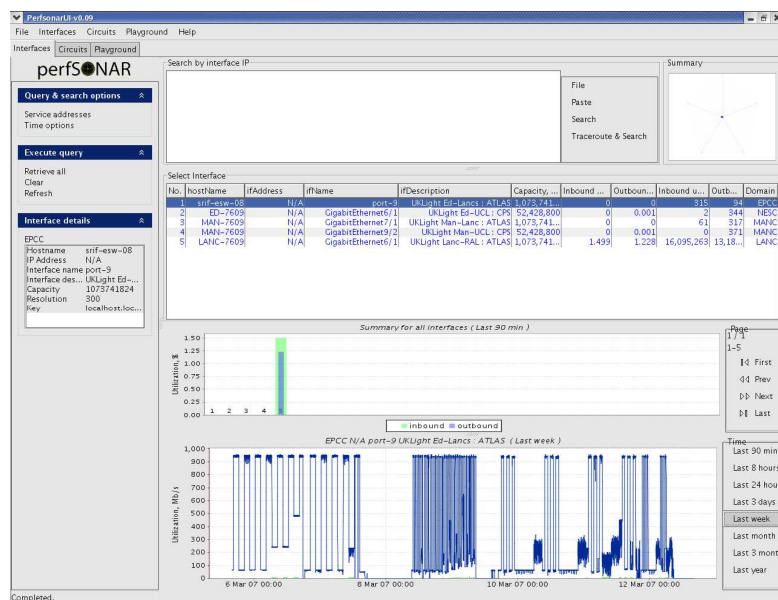 PerfsonarUI-v0.09
File Interfaces Circuits Playground Help
Interfaces Circuits Playground
perfSONAR
Query & search options
Service addresses
Time options
Execute query
Retrieve all
Clear
Refresh
Interface details
EPCC
Hostname srif-esw-08
IP Address N/A
Interface name port-9
Interface des... UKLight Ed-...
Capacity 1073741824
Resolution 300
Key localhost.loc...
Search by interface IP
File
Paste
Search
Traceroute & Search
Summary
Select Interface
No. hostName ifAddress ifName ifDescription Capacity, ... Inbound ... Outboun... Inbound u... Outb... Domain
1 srif-esw-08 N/A port-9 UKLight Ed-Lancs : ATLAS 1,073,741... 0 0 315 94 EPCC
2 ED-7609 N/A GigabitEthernet6/1 UKLight Ed-UCL : CPS 52,428,800 0 0.001 2 344 NESC
3 MAN-7609 N/A GigabitEthernet7/1 UKLight Man-Lanc : ATLAS 1,073,741... 0 0 61 317 MANC
4 MAN-7609 N/A GigabitEthernet9/2 UKLight Man-UCL : CPS 52,428,800 0 0.001 0 371 MANC
5 LANC-7609 N/A GigabitEthernet6/1 UKLight Lanc-RAL : ATLAS 1,073,741... 1.499 1.228 16,095,263 13,18... LANC
Summary for all interfaces ( Last 90 min )
Utilization, %
1.50
1.25
1.00
0.75
0.50
0.25
0.00
1 2 3 4 5
inbound outbound
Page
1 / 1
1-5
First
Prev
Next
Last
EPCC N/A port-9 UKLight Ed-Lancs : ATLAS ( Last week )
Utilization, Mb/s
1,000
900
800
700
600
500
400
300
200
100
0
6 Mar 07 00:00 8 Mar 07 00:00 10 Mar 07 00:00 12 Mar 07 00:00
Time
Last 90 min
Last 8 hours
Last 24 hou
Last 3 days
Last week
Last month
Last 3 mont
Last year
Completed.